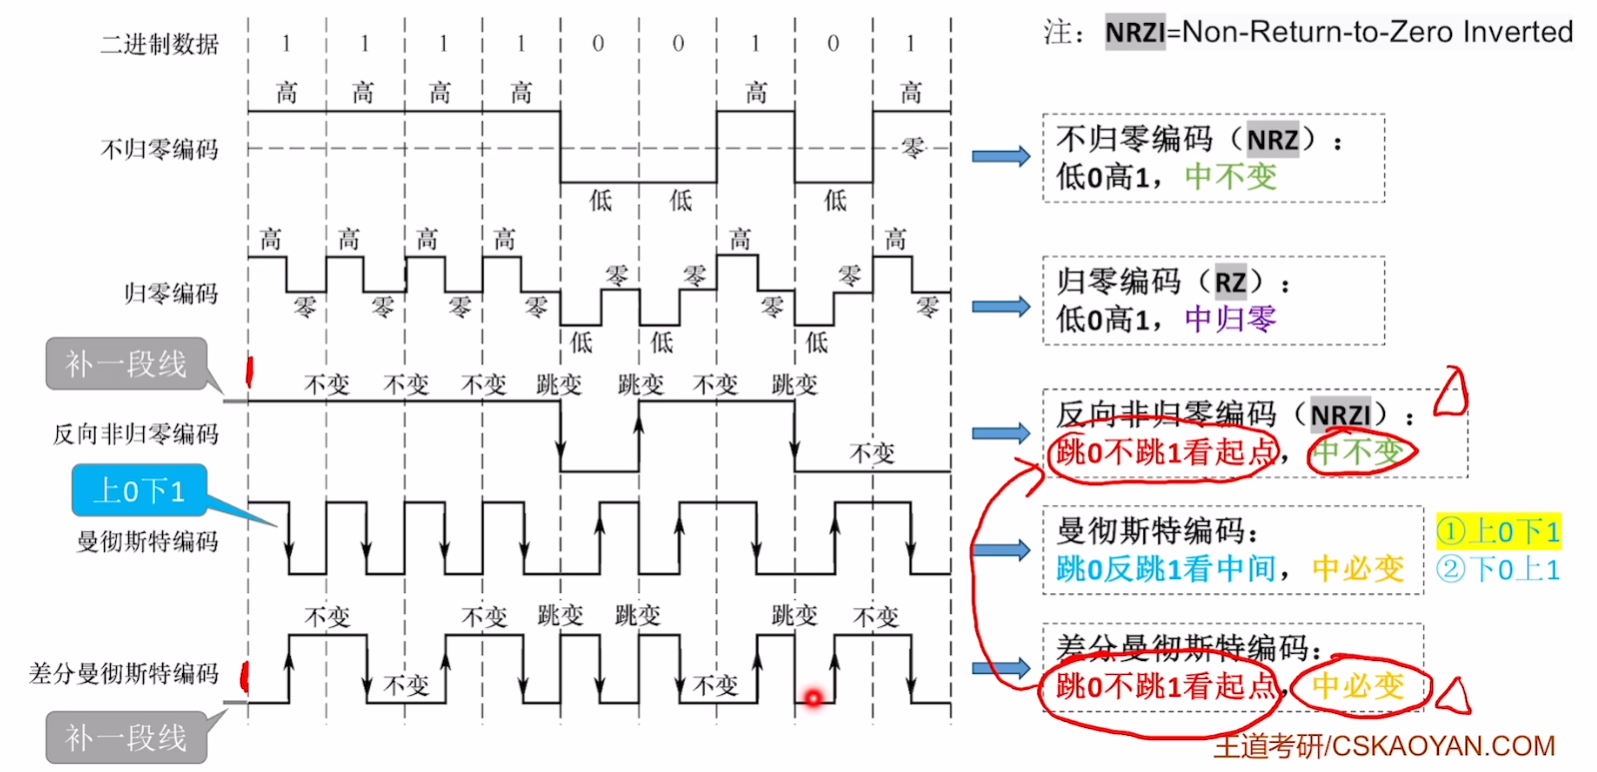 二进制数据 1 1 1 1 0 0 1 0 1
注：NRZI=Non-Return-to-Zero Inverted
高 高 高 高 高 高
不归零编码
零
低 低 低
不归零编码（NRZ）：
低0高1，中不变
高 高 高 高 高 高
归零编码
零 零 零 零 零 零 零 零 零
低 低 低
归零编码（RZ）：
低0高1，中归零
补一段线
不变 不变 不变 跳变 跳变 不变 跳变
反向非归零编码
不变
反向非归零编码（NRZI）：
跳0不跳1看起点，中不变
上0下1
曼彻斯特编码
曼彻斯特编码：
跳0反跳1看中间，中必变
①上0下1
②下0上1
不变 不变 跳变 跳变 跳变 不变
差分曼彻斯特编码
不变 不变
补一段线
差分曼彻斯特编码：
跳0不跳1看起点，中必变
王道考研/CSKAOYAN.COM